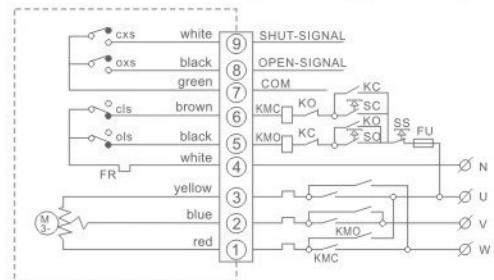 cxs white 9 SHUT-SIGNAL
oxs black 8 OPEN-SIGNAL
green 7 COM
cls brown 6 KMC KO KC SC
KO
ols black 5 KMO KC SO SS FU
white 4 N
FR
yellow 3 U
M 3~ blue 2 KMO V
red 1 KMC W